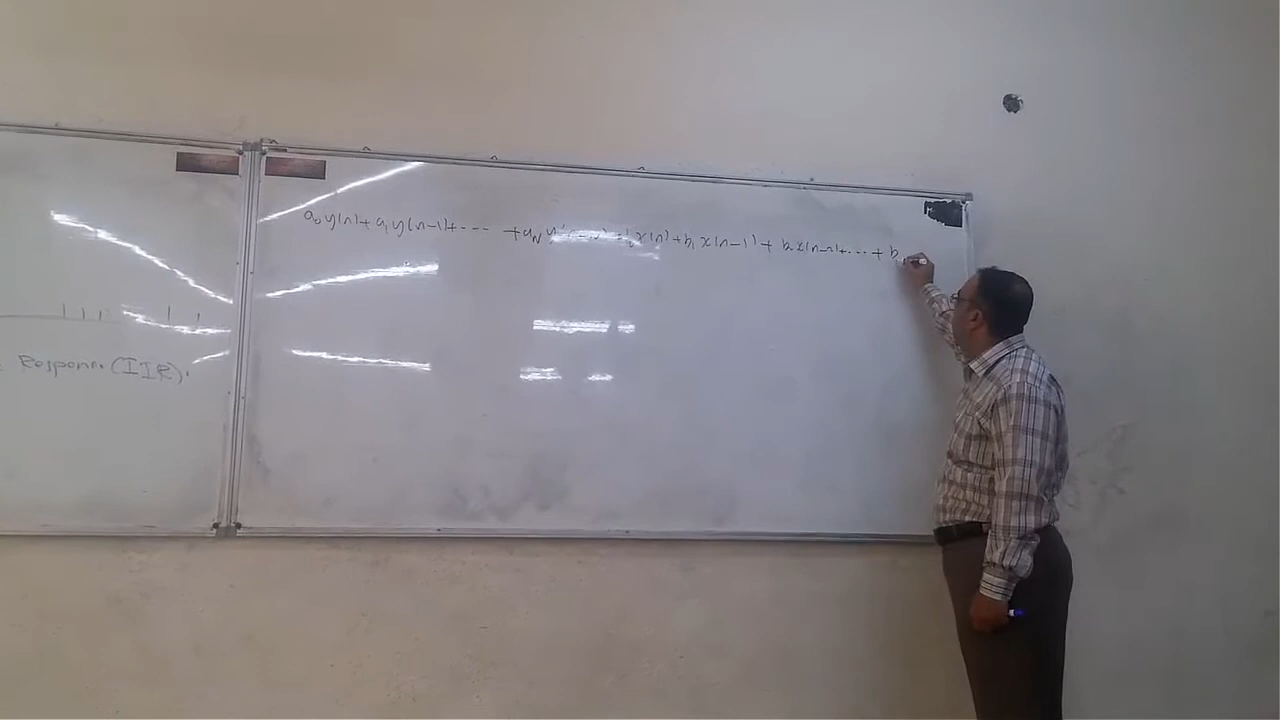 Response (IIR).
a₀y(n)+a₁y(n-1)+... +a_N y(n-N) = b₀x(n)+b₁x(n-1)+ b₂x(n-2)+...+ b